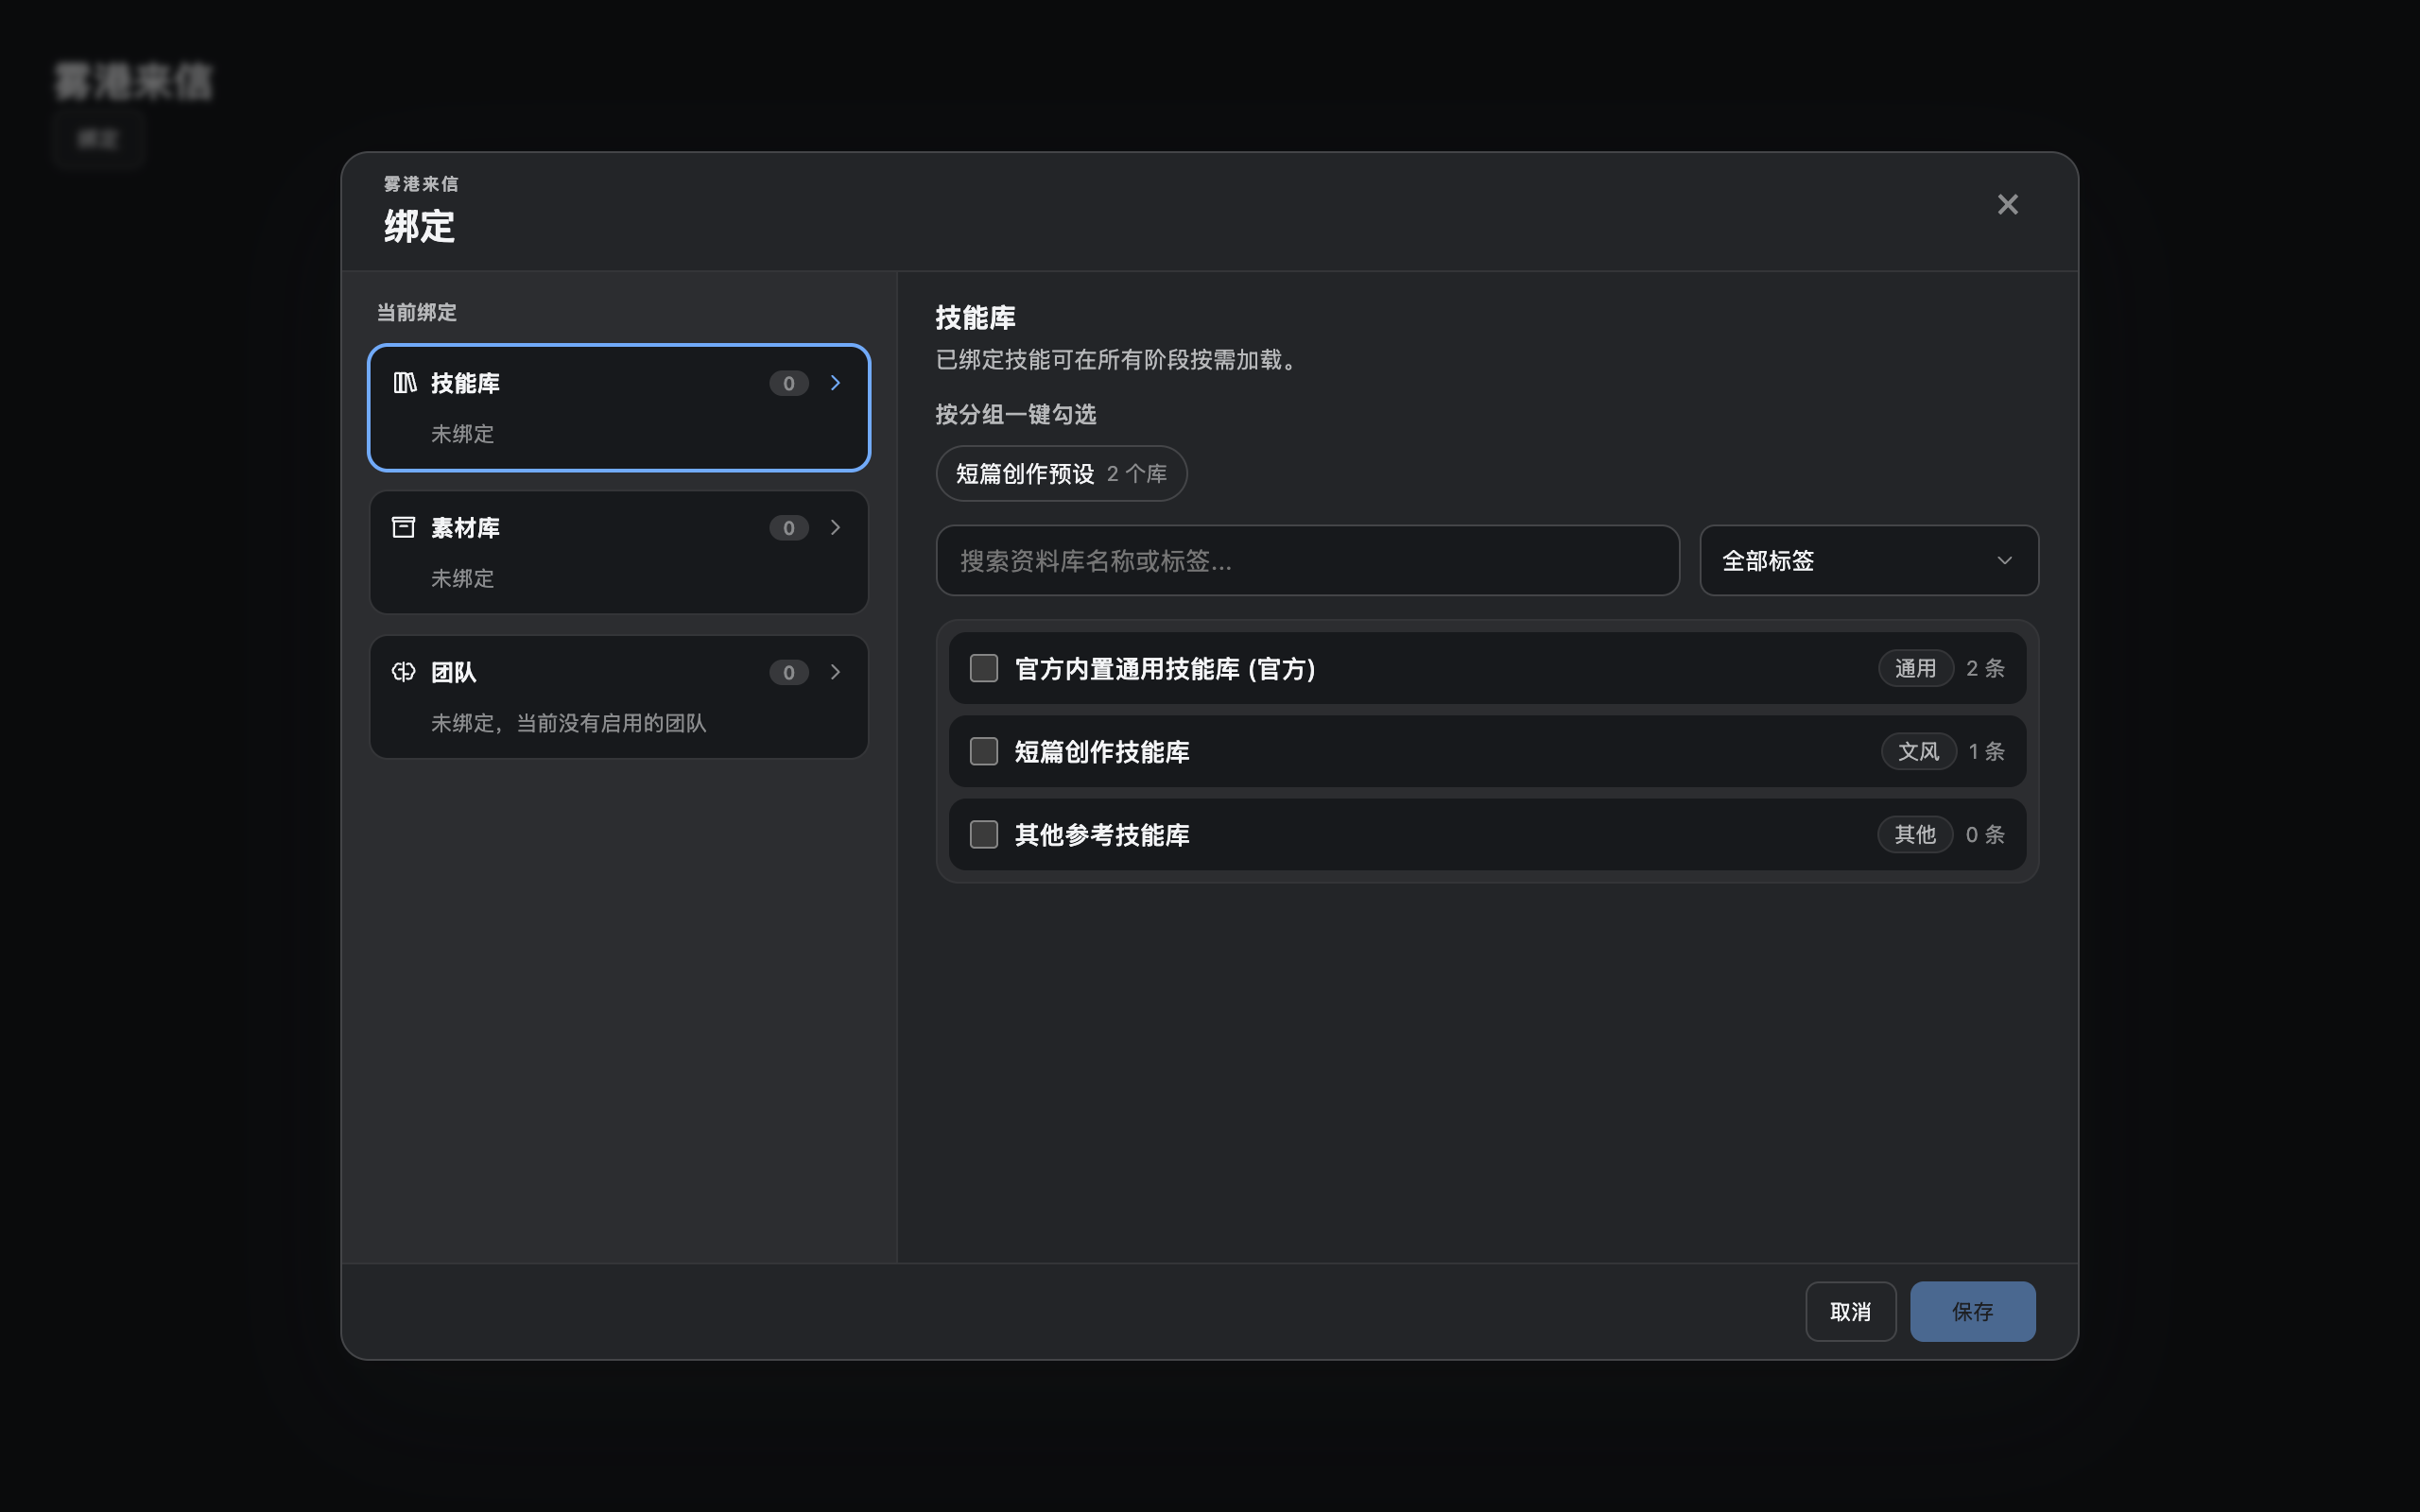 雾港来信
绑定
雾港来信
绑定
当前绑定
技能库 0
未绑定
素材库 0
未绑定
团队 0
未绑定，当前没有启用的团队
技能库
已绑定技能可在所有阶段按需加载。
按分组一键勾选
短篇创作预设 2 个库
搜索资料库名称或标签...
全部标签
官方内置通用技能库 (官方) 通用 2 条
短篇创作技能库 文风 1 条
其他参考技能库 其他 0 条
取消 保存